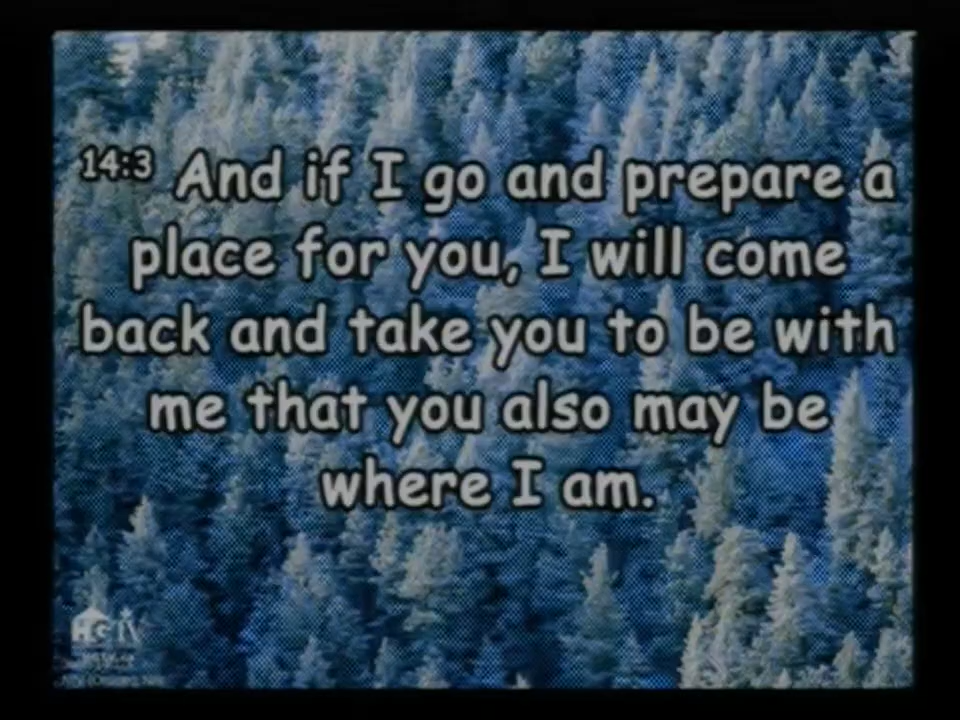 14:3 And if I go and prepare a
place for you, I will come
back and take you to be with
me that you also may be
where I am.
HGTV